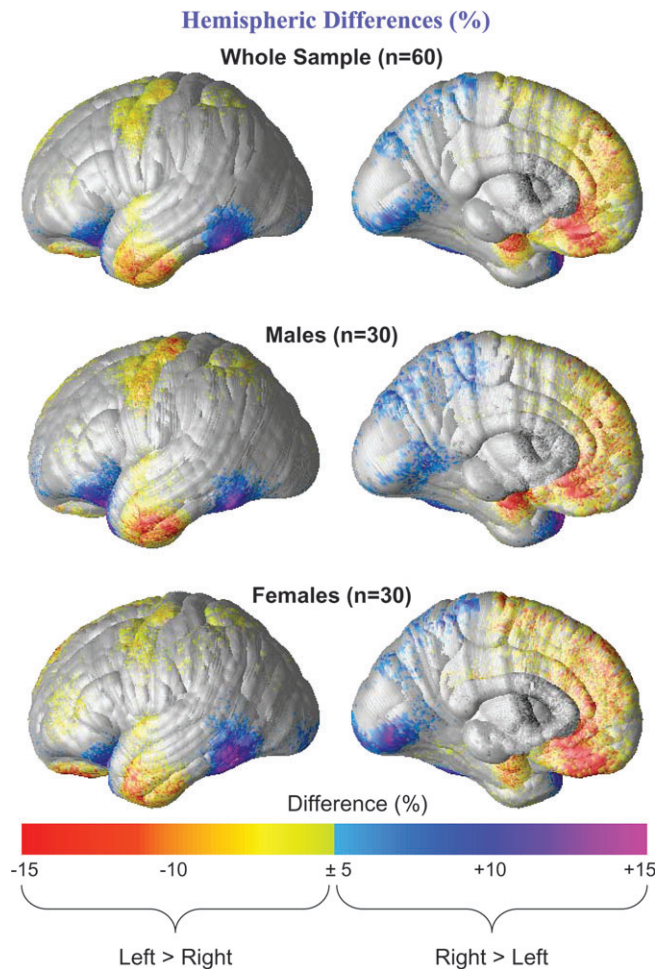 Hemispheric Differences (%)
Whole Sample (n=60)
Males (n=30)
Females (n=30)
Difference (%)
-15 -10 ± 5 +10 +15
Left > Right Right > Left